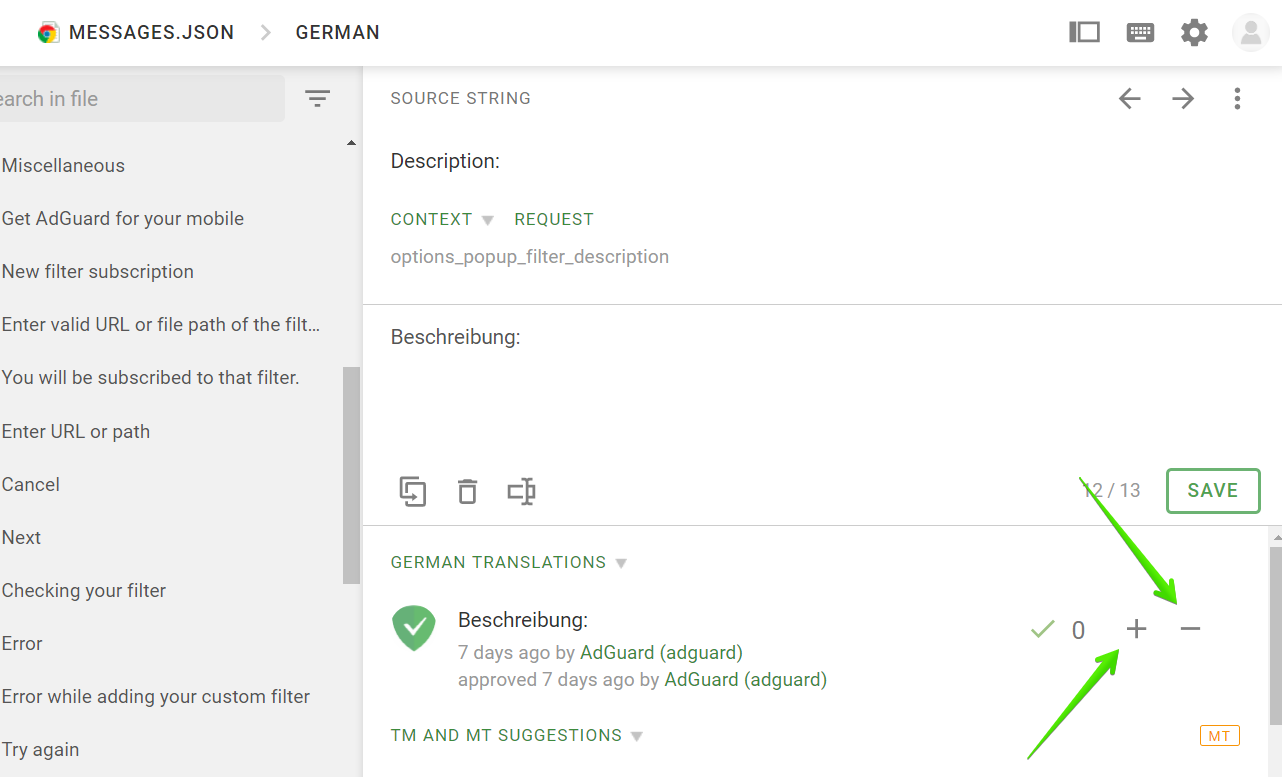 MESSAGES.JSON > GERMAN
earch in file
Miscellaneous
Get AdGuard for your mobile
New filter subscription
Enter valid URL or file path of the filt...
You will be subscribed to that filter.
Enter URL or path
Cancel
Next
Checking your filter
Error
Error while adding your custom filter
Try again
SOURCE STRING
Description:
CONTEXT REQUEST
options_popup_filter_description
Beschreibung:
12 / 13 SAVE
GERMAN TRANSLATIONS
Beschreibung:
0
7 days ago by AdGuard (adguard)
approved 7 days ago by AdGuard (adguard)
TM AND MT SUGGESTIONS MT